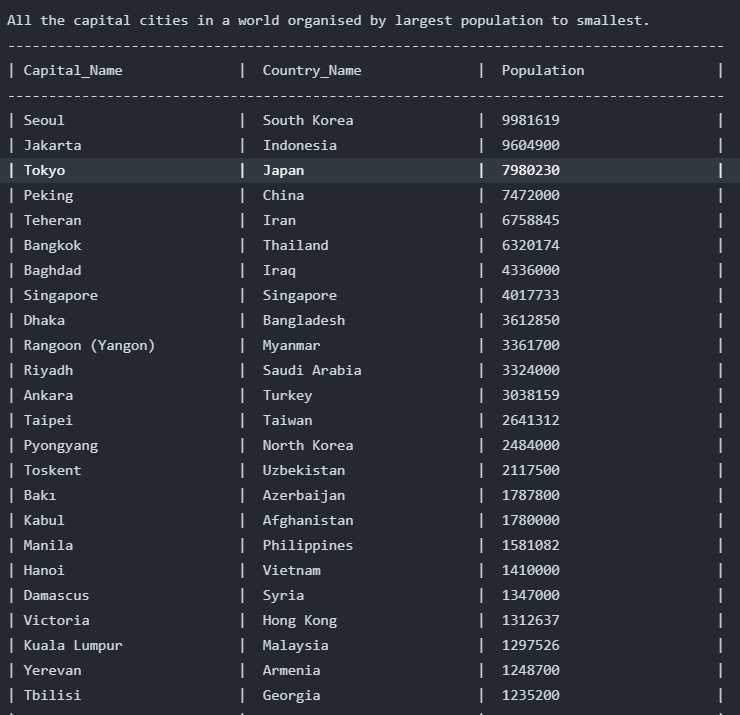 All the capital cities in a world organised by largest population to smallest.
---------------------------------------------------------------------------------------
| Capital_Name | Country_Name | Population |
---------------------------------------------------------------------------------------
| Seoul | South Korea | 9981619 |
| Jakarta | Indonesia | 9604900 |
| Tokyo | Japan | 7980230 |
| Peking | China | 7472000 |
| Teheran | Iran | 6758845 |
| Bangkok | Thailand | 6320174 |
| Baghdad | Iraq | 4336000 |
| Singapore | Singapore | 4017733 |
| Dhaka | Bangladesh | 3612850 |
| Rangoon (Yangon) | Myanmar | 3361700 |
| Riyadh | Saudi Arabia | 3324000 |
| Ankara | Turkey | 3038159 |
| Taipei | Taiwan | 2641312 |
| Pyongyang | North Korea | 2484000 |
| Toskent | Uzbekistan | 2117500 |
| Bakı | Azerbaijan | 1787800 |
| Kabul | Afghanistan | 1780000 |
| Manila | Philippines | 1581082 |
| Hanoi | Vietnam | 1410000 |
| Damascus | Syria | 1347000 |
| Victoria | Hong Kong | 1312637 |
| Kuala Lumpur | Malaysia | 1297526 |
| Yerevan | Armenia | 1248700 |
| Tbilisi | Georgia | 1235200 |